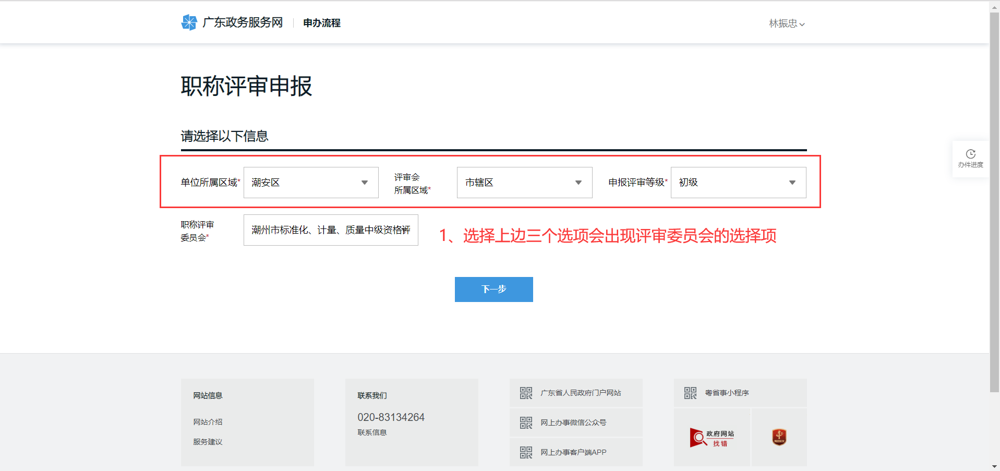 广东政务服务网
申办流程
林振忠
职称评审申报
请选择以下信息
单位所属区域*
潮安区
评审会
所属区域*
市辖区
申报评审等级*
初级
职称评审
委员会*
潮州市标准化、计量、质量中级资格评
1、选择上边三个选项会出现评审委员会的选择项
下一步
办件进度
网站信息
网站介绍
服务建议
联系我们
020-83134264
联系信息
广东省人民政府门户网站
网上办事微信公众号
网上办事客户端APP
粤省事小程序
政府网站
找错